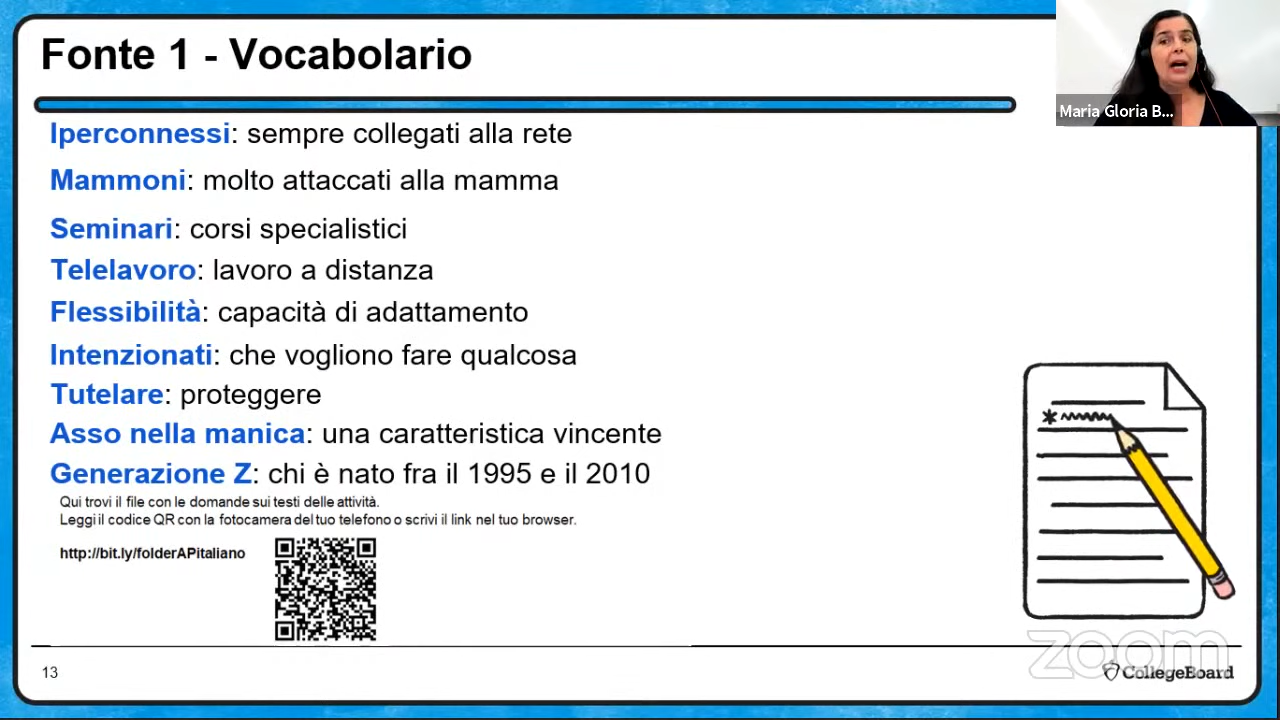 Fonte 1 - Vocabolario
Maria Gloria B...
Iperconnessi: sempre collegati alla rete
Mammoni: molto attaccati alla mamma
Seminari: corsi specialistici
Telelavoro: lavoro a distanza
Flessibilità: capacità di adattamento
Intenzionati: che vogliono fare qualcosa
Tutelare: proteggere
Asso nella manica: una caratteristica vincente
Generazione Z: chi è nato fra il 1995 e il 2010
Qui trovi il file con le domande sui testi delle attività.
Leggi il codice QR con la fotocamera del tuo telefono o scrivi il link nel tuo browser.
http://bit.ly/folderAPitaliano
zoom
13
CollegeBoard